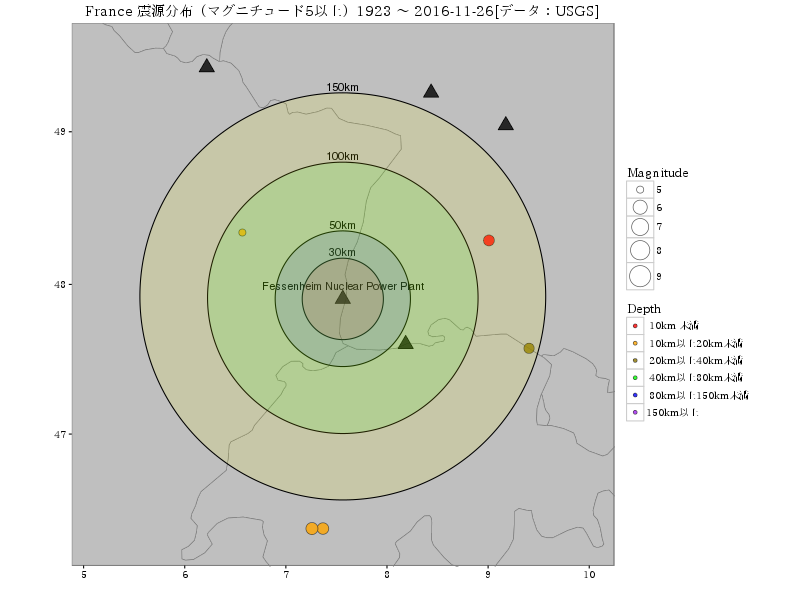 France 震源分布（マグニチュード5以上）1923 ～ 2016-11-26[データ：USGS]
150km
100km
50km
30km
Fessenheim Nuclear Power Plant
49
48
47
5
6
7
8
9
10
Magnitude
5
6
7
8
9
Depth
10km 未満
10km以上20km未満
20km以上40km未満
40km以上80km未満
80km以上150km未満
150km以上